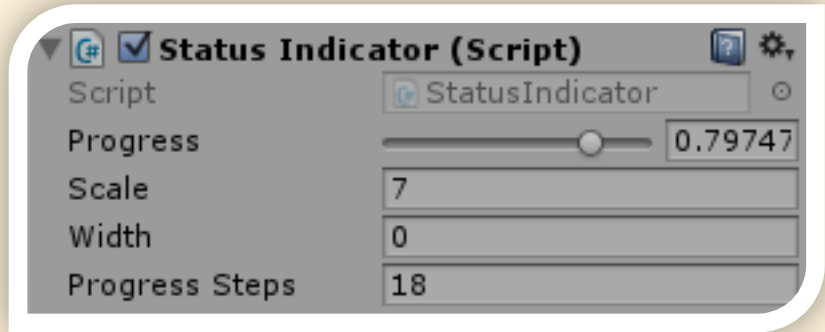 Status Indicator (Script)
Script StatusIndicator
Progress 0.79747
Scale 7
Width 0
Progress Steps 18